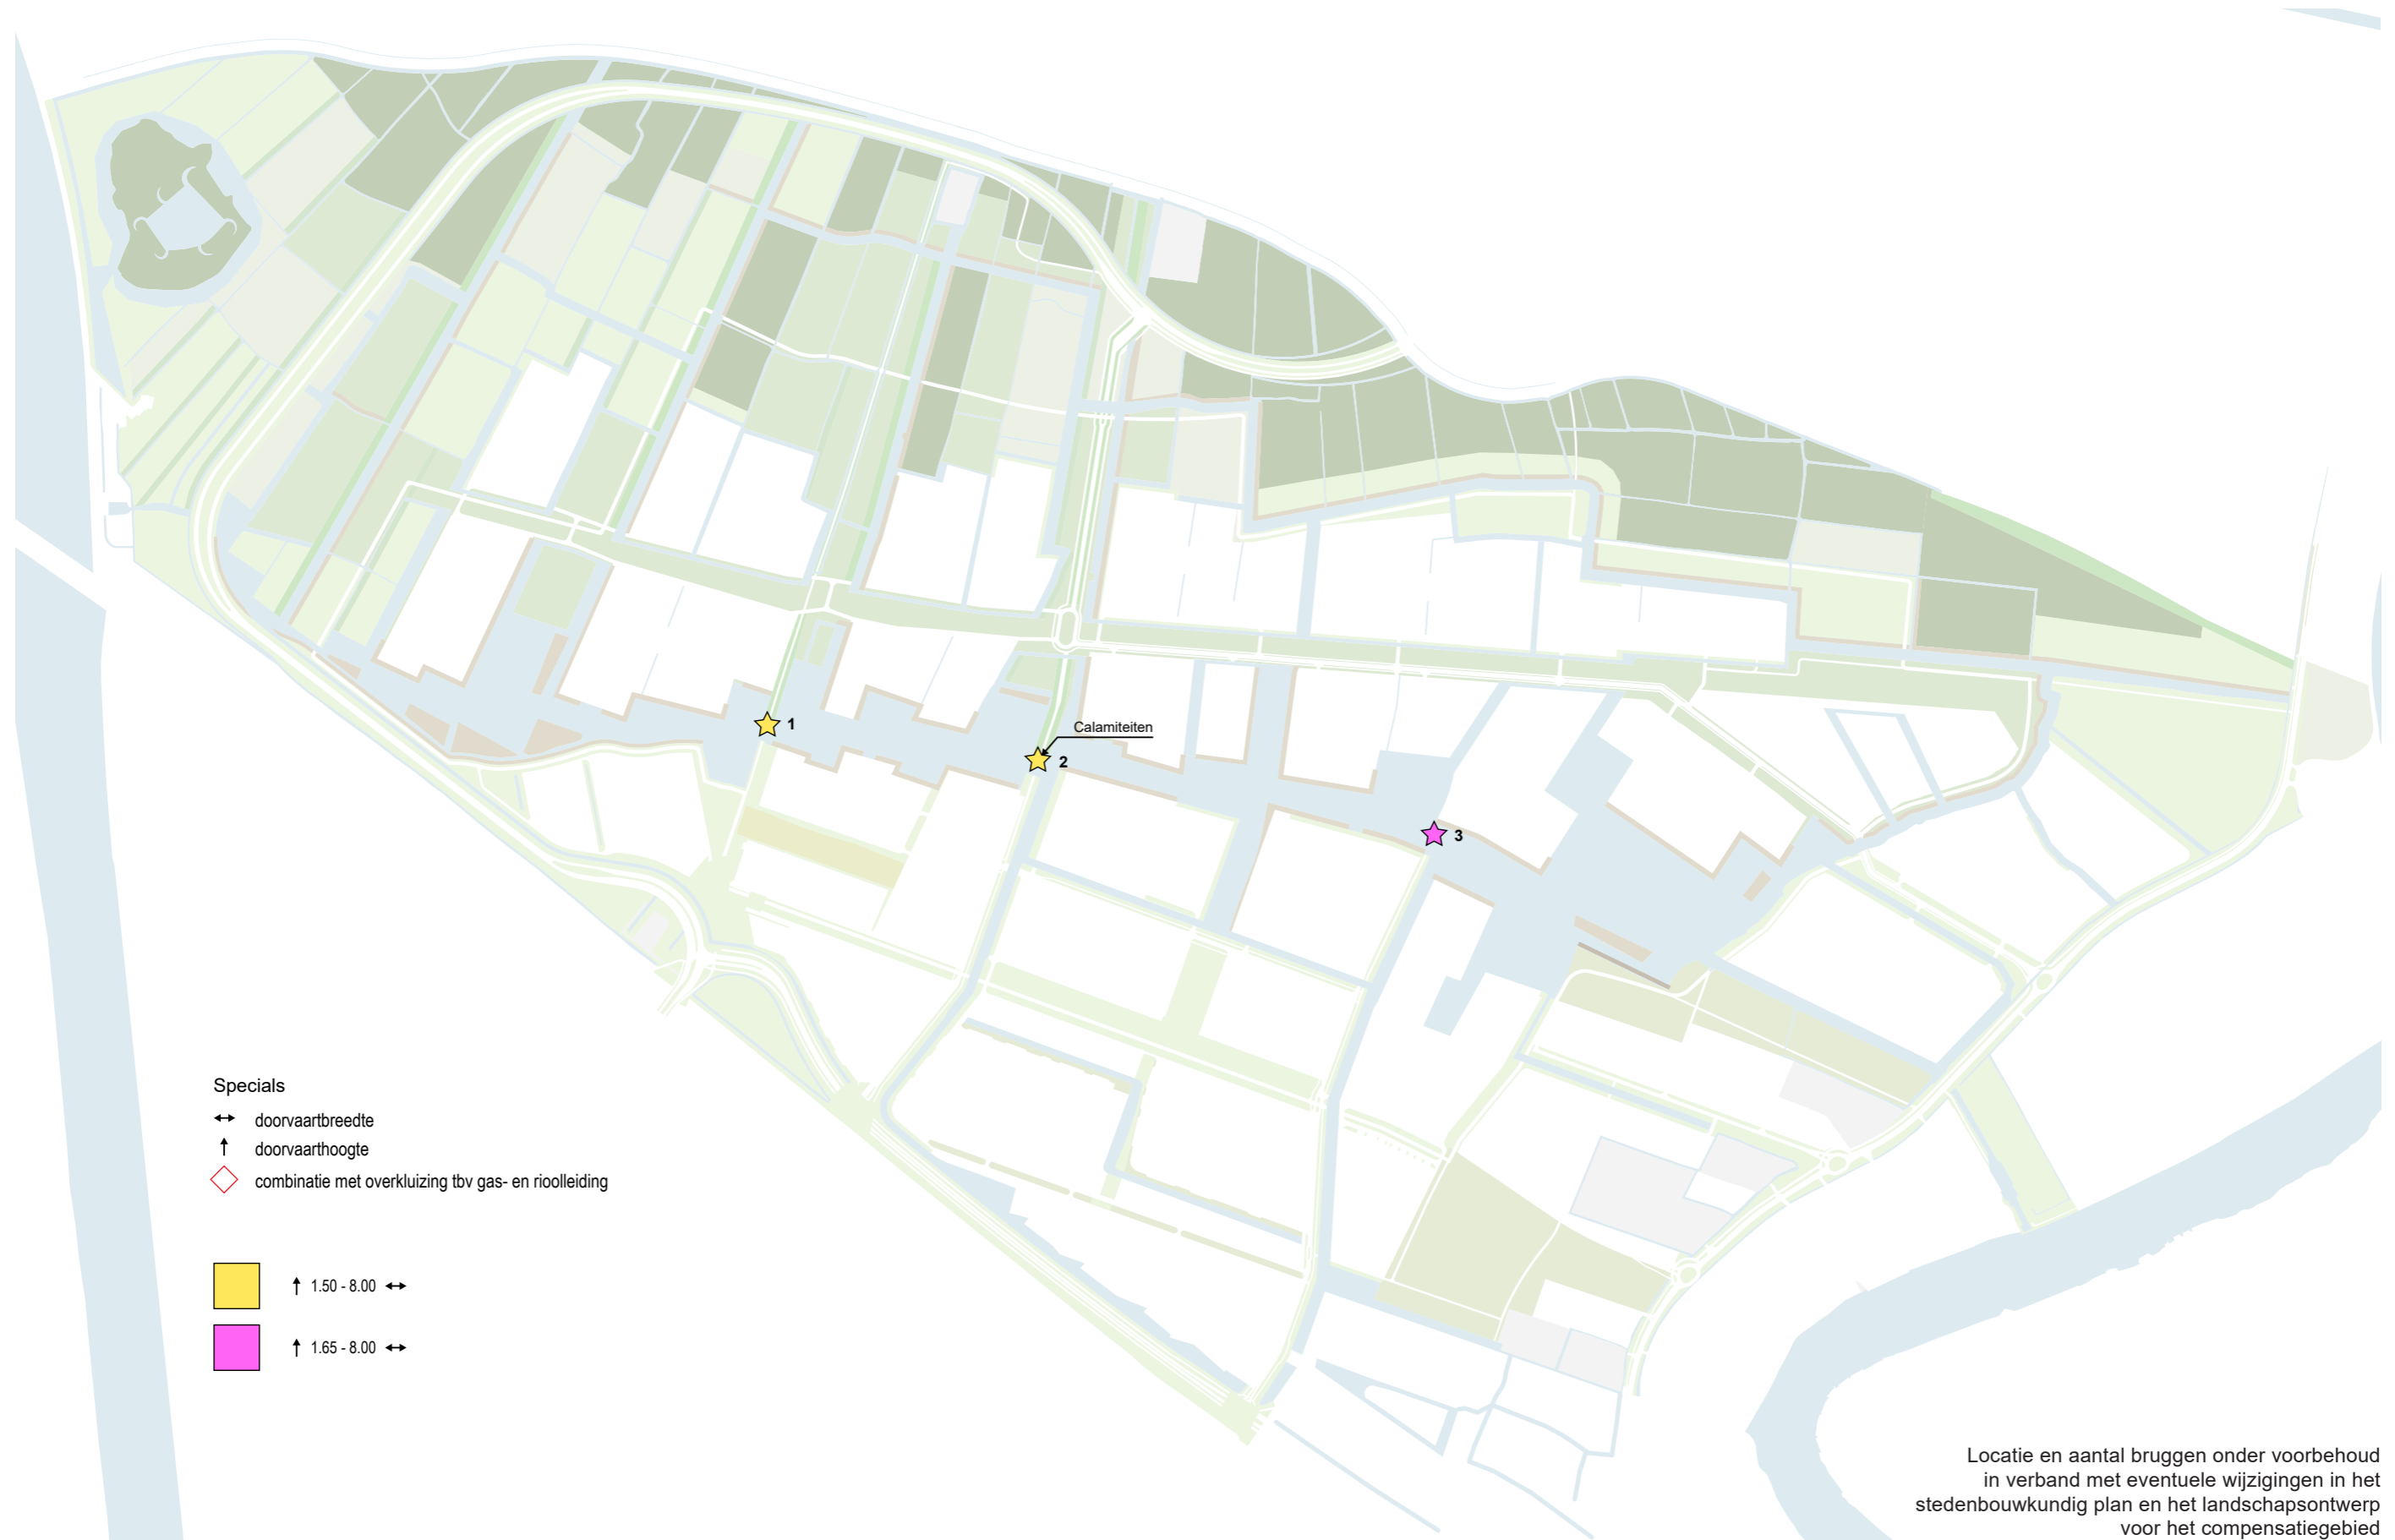 1
Calamiteiten
2
3
Specials
doorvaartbreedte
doorvaarthoogte
combinatie met overkluizing tbv gas- en rioolleiding
1.50 - 8.00
1.65 - 8.00
Locatie en aantal bruggen onder voorbehoud
in verband met eventuele wijzigingen in het
stedenbouwkundig plan en het landschapsontwerp
voor het compensatiegebied